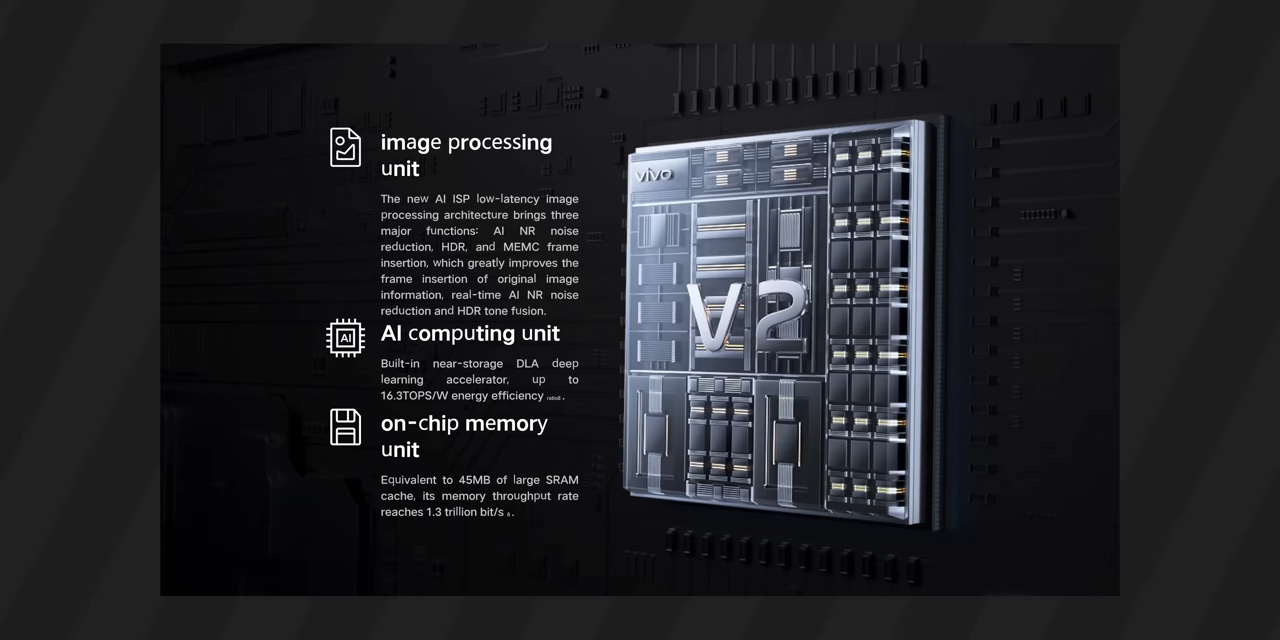 image processing
unit
The new AI ISP low-latency image
processing architecture brings three
major functions: AI NR noise
reduction, HDR, and MEMC frame
insertion, which greatly improves the
frame insertion of original image
information, real-time AI NR noise
reduction and HDR tone fusion.
AI
AI computing unit
Built-in near-storage DLA deep
learning accelerator, up to
16.3TOPS/W energy efficiency ratio8 .
on-chip memory
unit
Equivalent to 45MB of large SRAM
cache, its memory throughput rate
reaches 1.3 trillion bit/s 8 .
vivo
V2